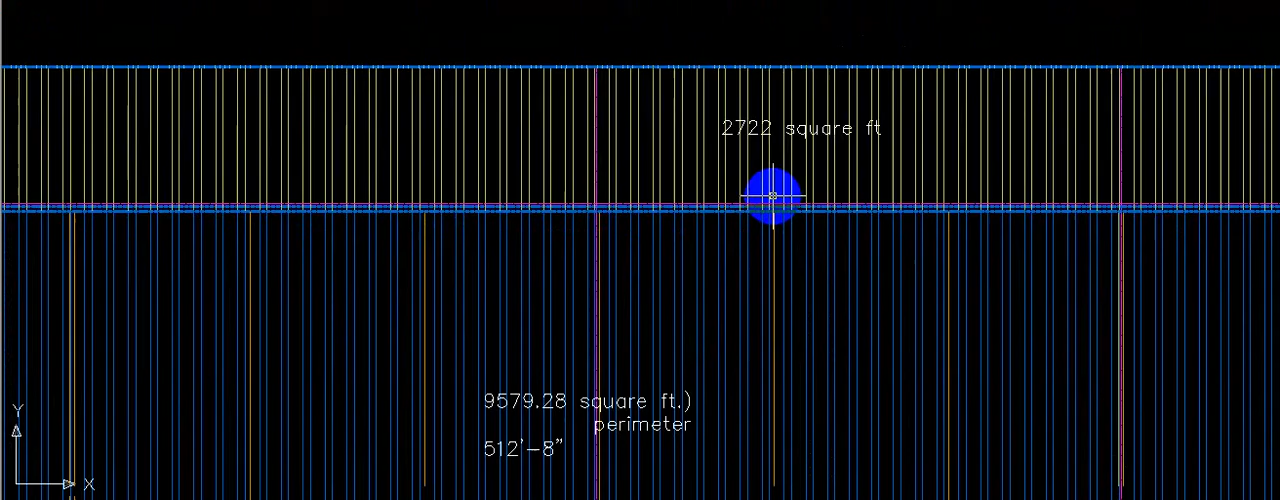 2722 square ft
9579.28 square ft.)
perimeter
512'-8"
Y
X